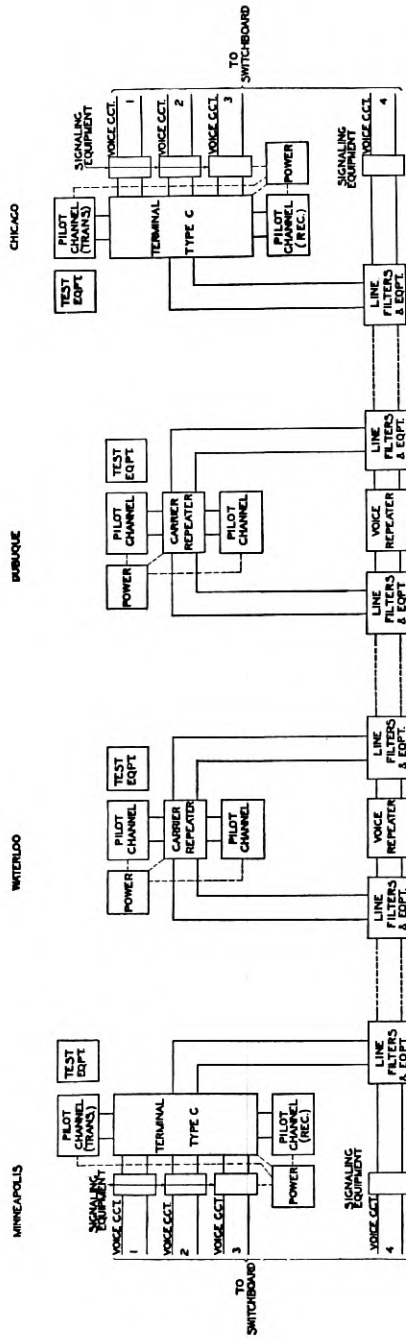 MINNEAPOLIS
WATERLOO
DUBUQUE
CHICAGO
TEST
EQPT.
PILOT
CHANNEL
(TRANS.)
SIGNALING
EQUIPMENT
VOICE CCT.
1
VOICE CCT.
2
VOICE CCT.
3
TERMINAL
TYPE C
POWER
PILOT
CHANNEL
(REC.)
TO
SWITCHBOARD
SIGNALING
EQUIPMENT
VOICE CCT.
4
LINE
FILTERS
& EQPT.
TEST
EQPT.
POWER
PILOT
CHANNEL
CARRIER
REPEATER
PILOT
CHANNEL
LINE
FILTERS
& EQPT.
VOICE
REPEATER
LINE
FILTERS
& EQPT.
TEST
EQPT.
POWER
PILOT
CHANNEL
CARRIER
REPEATER
PILOT
CHANNEL
LINE
FILTERS
& EQPT.
VOICE
REPEATER
LINE
FILTERS
& EQPT.
TEST
EQPT.
PILOT
CHANNEL
(TRANS.)
SIGNALING
EQUIPMENT
VOICE CCT.
1
VOICE CCT.
2
VOICE CCT.
3
TERMINAL
TYPE C
POWER
PILOT
CHANNEL
(REC.)
TO
SWITCHBOARD
LINE
FILTERS
& EQPT.
SIGNALING
EQUIPMENT
VOICE CCT.
4